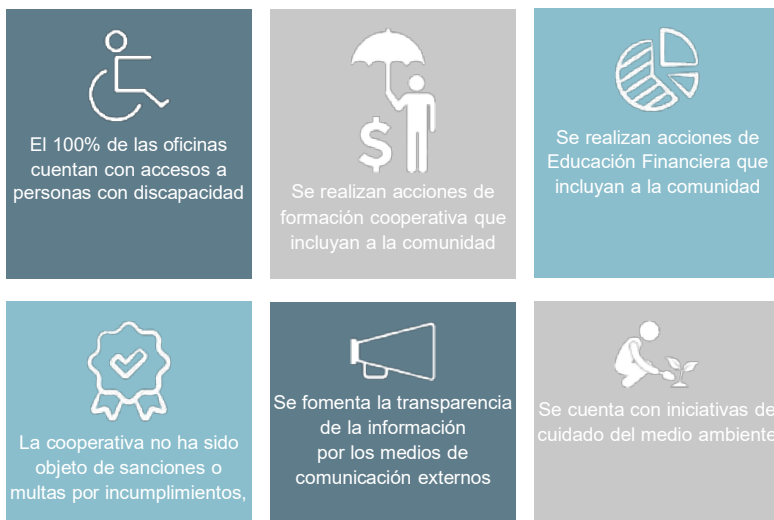 El 100% de las oficinas
cuentan con accesos a
personas con discapacidad
Se realizan acciones de
formación cooperativa que
incluyan a la comunidad
Se realizan acciones de
Educación Financiera que
incluyan a la comunidad
La cooperativa no ha sido
objeto de sanciones o
multas por incumplimientos,
Se fomenta la transparencia
de la información
por los medios de
comunicación externos
Se cuenta con iniciativas de
cuidado del medio ambiente